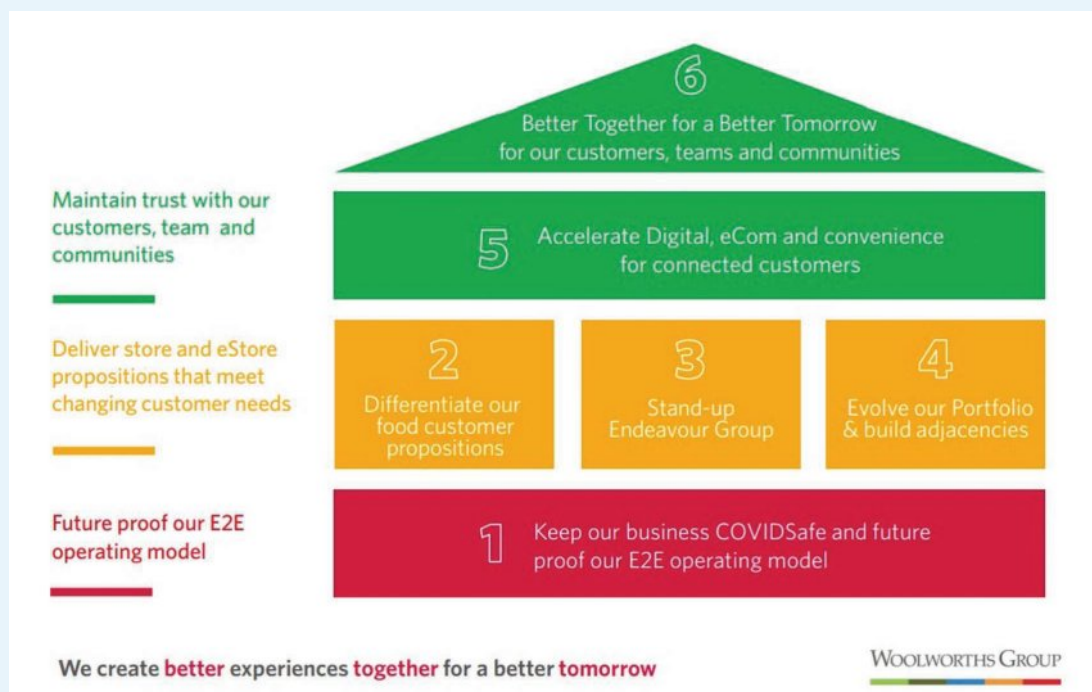 6
Better Together for a Better Tomorrow
for our customers, teams and communities
Maintain trust with our
customers, team and
communities
5
Accelerate Digital, eCom and convenience
for connected customers
Deliver store and eStore
propositions that meet
changing customer needs
2
Differentiate our
food customer
propositions
3
Stand-up
Endeavour Group
4
Evolve our Portfolio
& build adjacencies
Future proof our E2E
operating model
1
Keep our business COVIDSafe and future
proof our E2E operating model
We create better experiences together for a better tomorrow
WOOLWORTHS GROUP